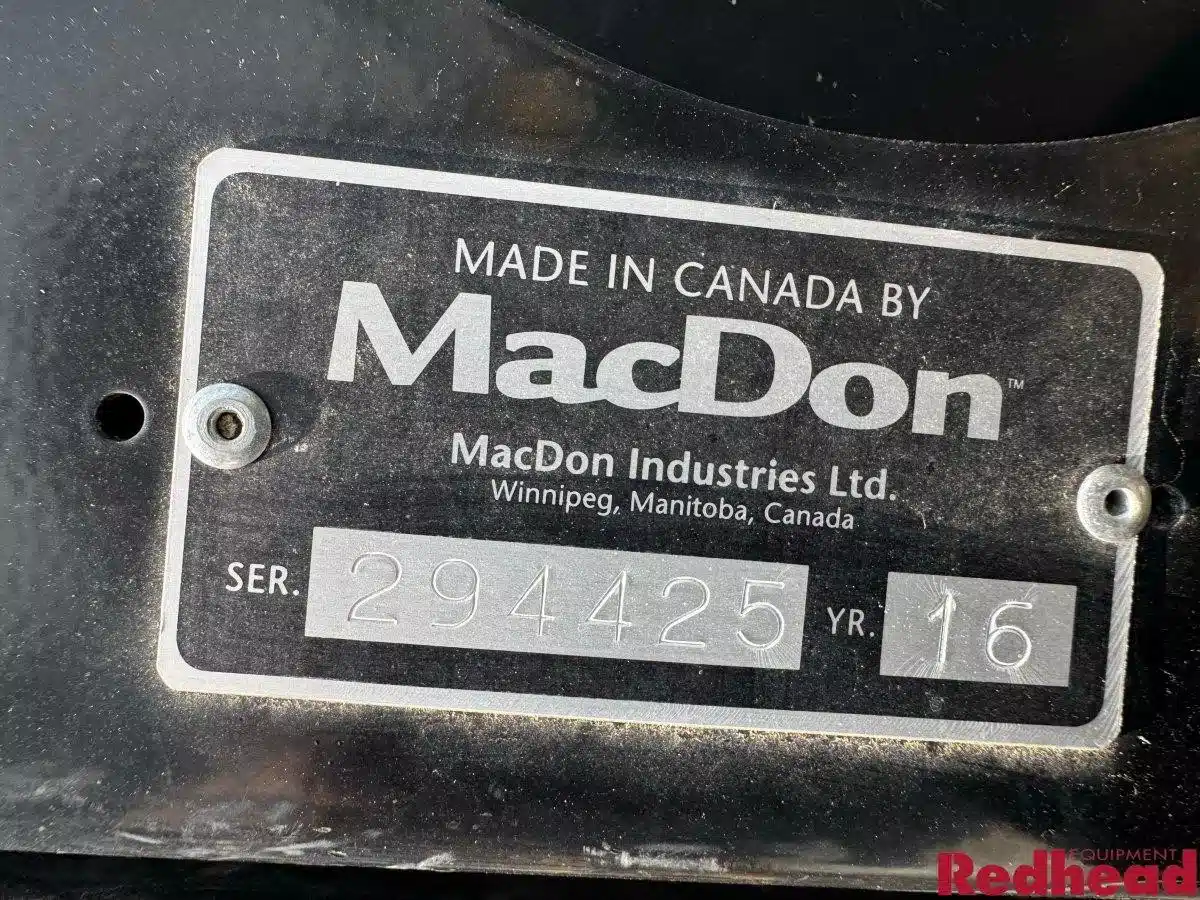 MADE IN CANADA BY
MacDon™
MacDon Industries Ltd.
Winnipeg, Manitoba, Canada
SER. 294425 YR. 16
EQUIPMENT
Redhead